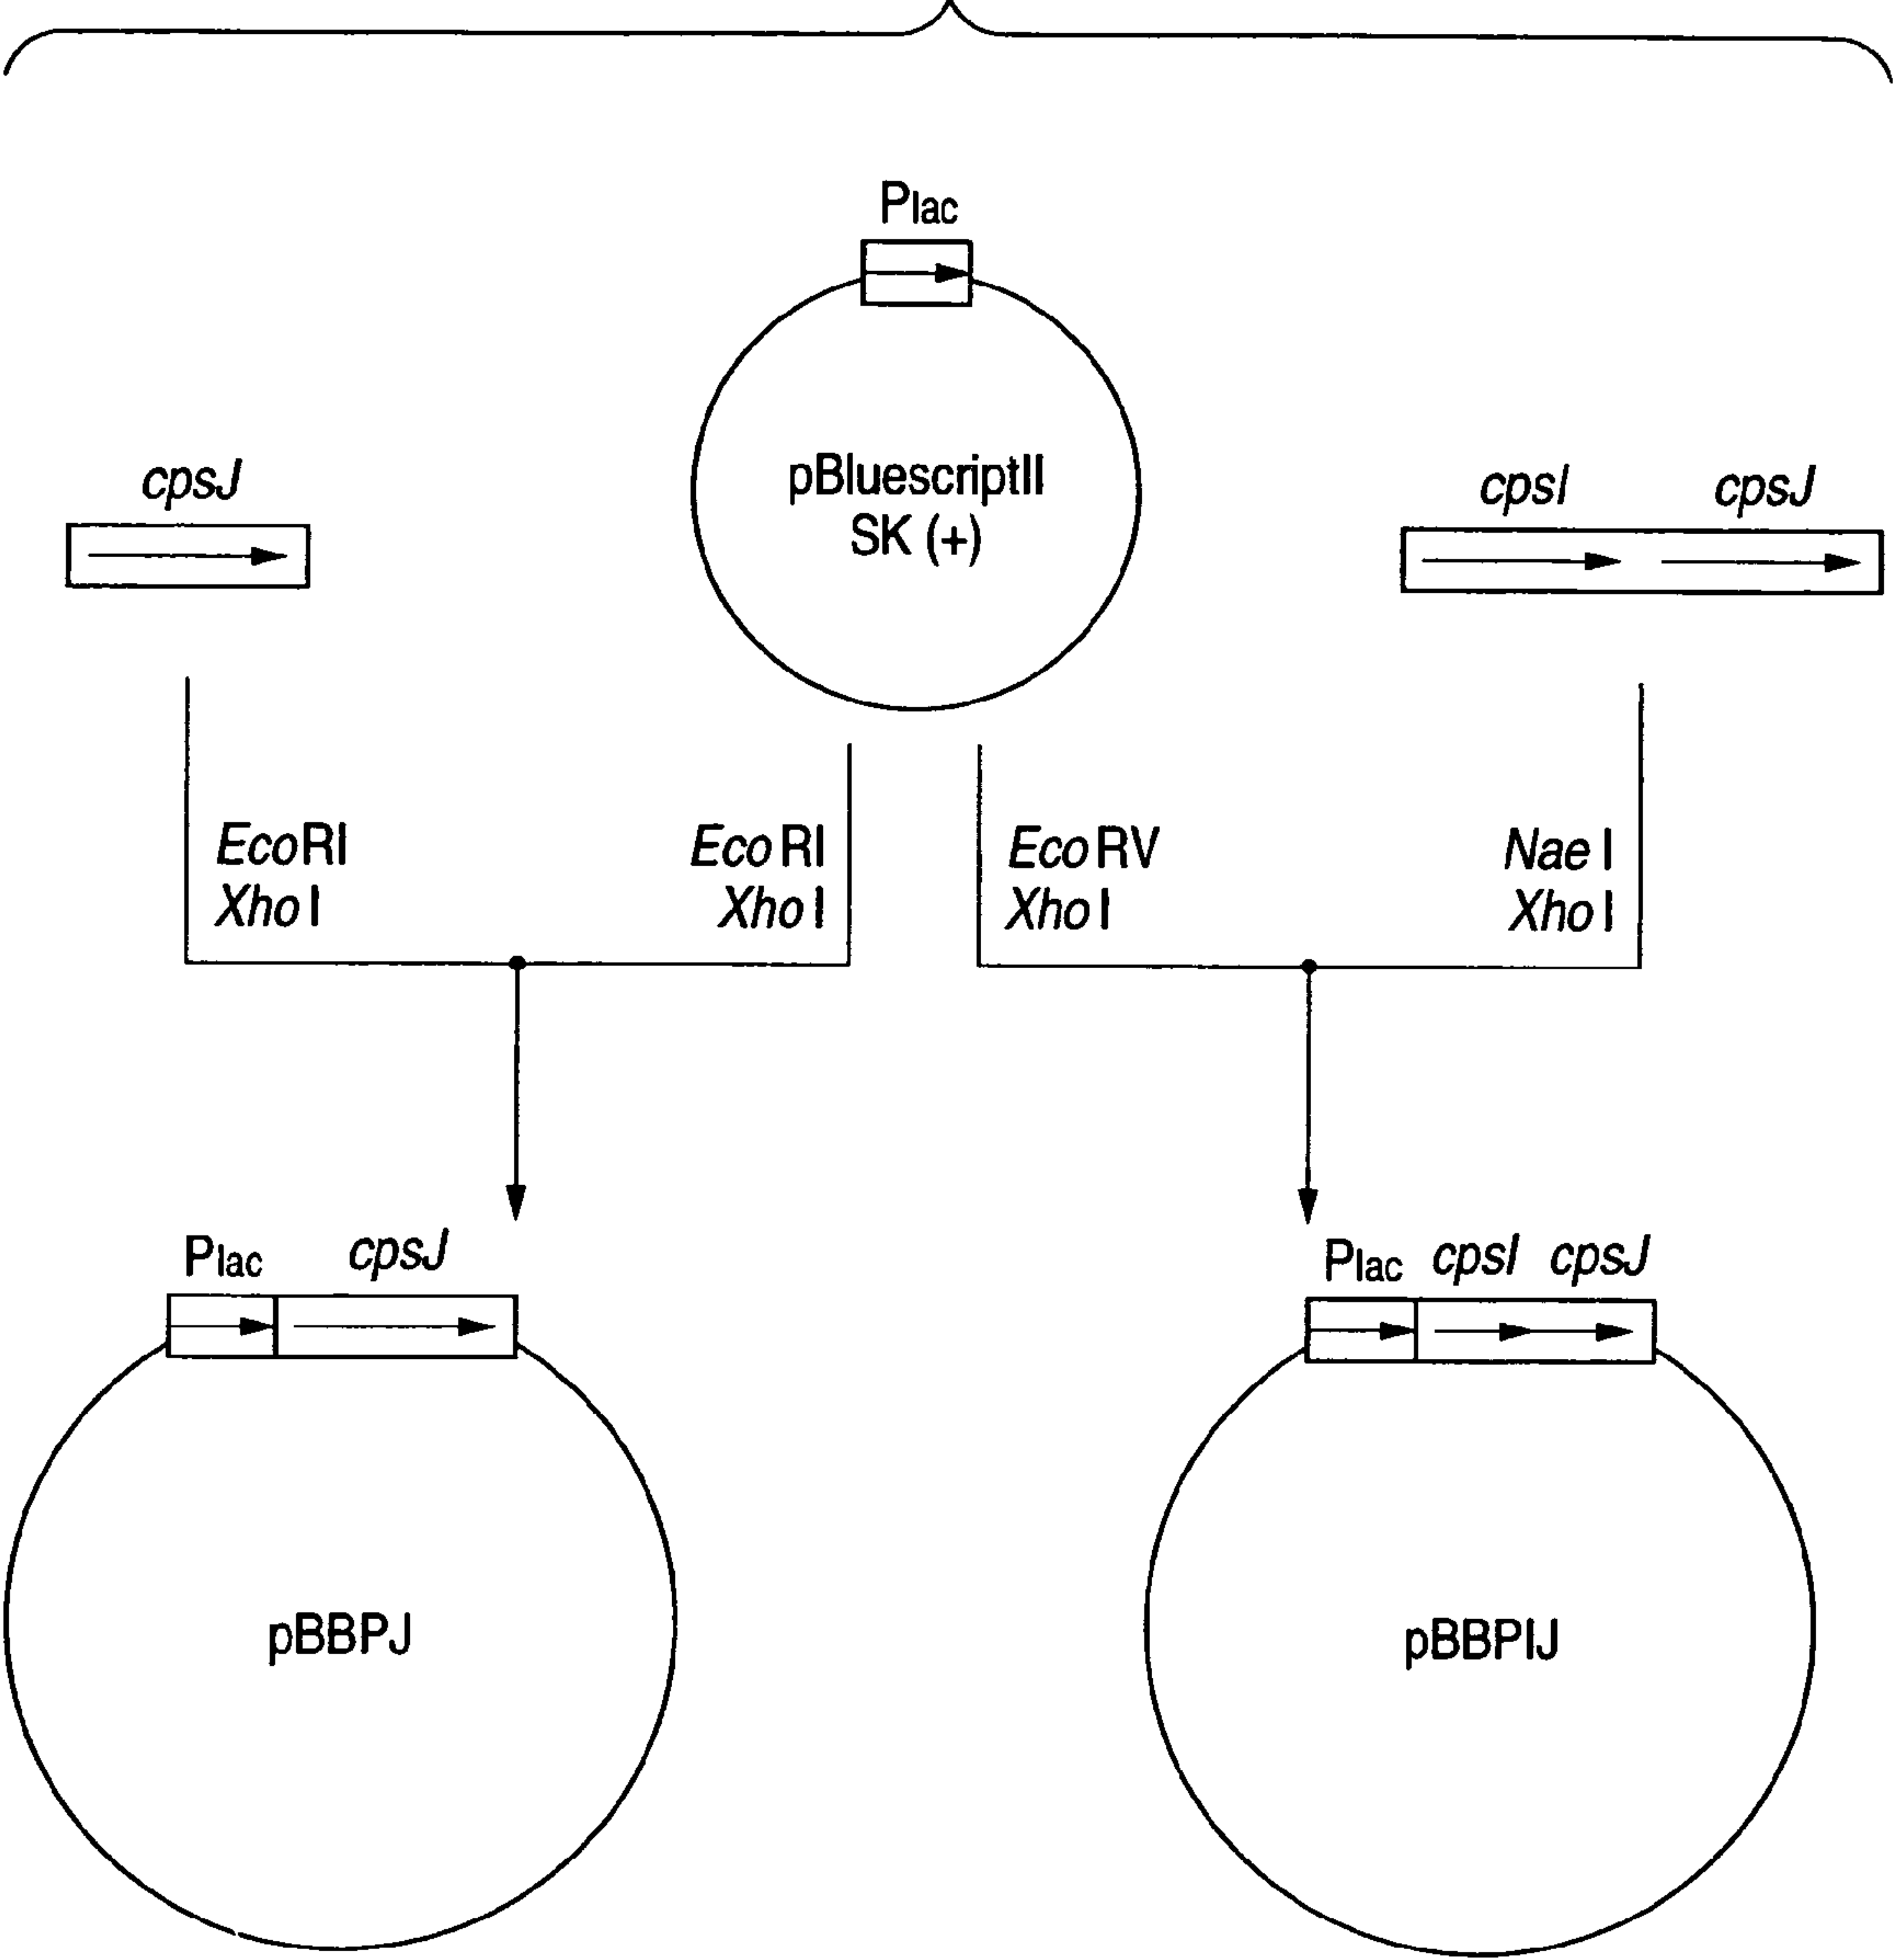 Plac
pBluescriptII
SK (+)
cpsJ
cpsI cpsJ
EcoRI
XhoI
EcoRI
XhoI
EcoRV
XhoI
NaeI
XhoI
Plac cpsJ
Plac cpsI cpsJ
pBBPJ
pBBPIJ